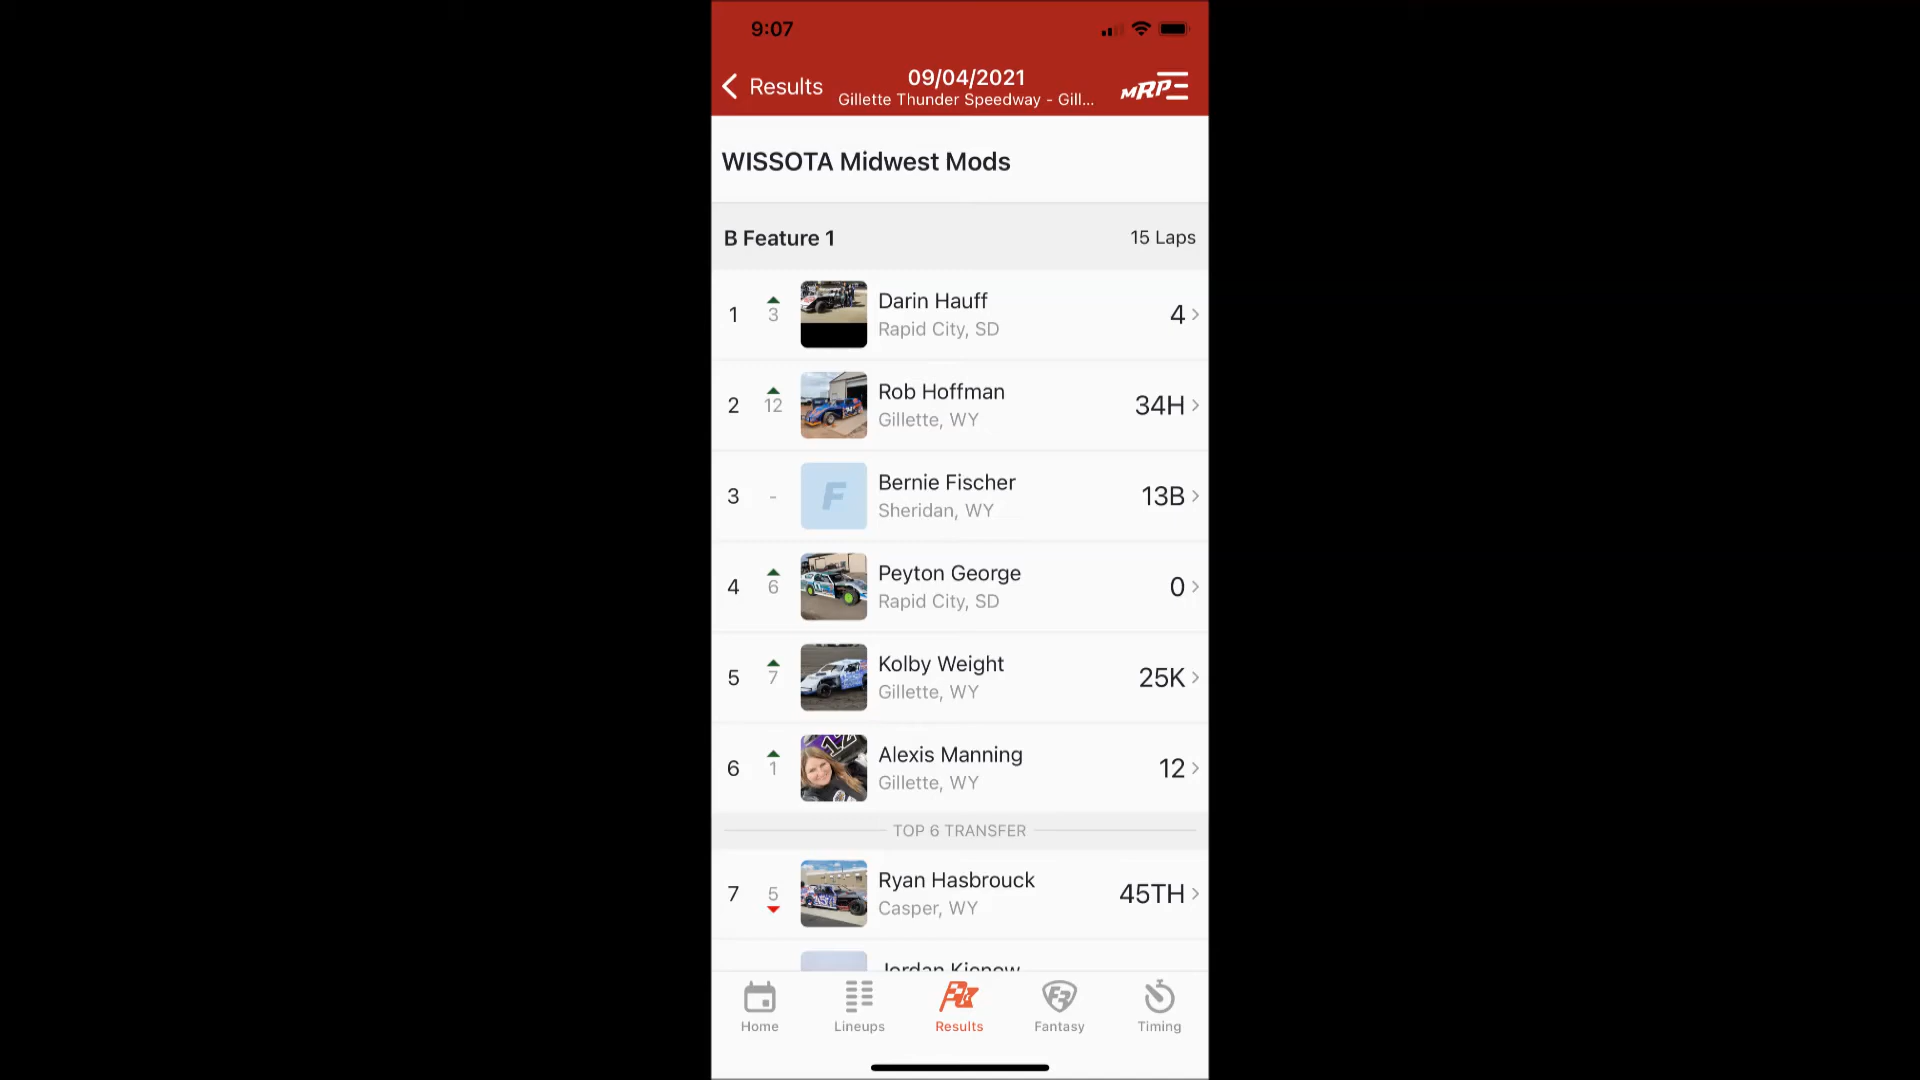 9:07
Results
09/04/2021
Gillette Thunder Speedway - Gill...
MRP
WISSOTA Midwest Mods
B Feature 1
15 Laps
1
3
Darin Hauff
Rapid City, SD
4
2
12
Rob Hoffman
Gillette, WY
34H
3
-
F
Bernie Fischer
Sheridan, WY
13B
4
6
Peyton George
Rapid City, SD
0
5
7
Kolby Weight
Gillette, WY
25K
6
1
12
Alexis Manning
Gillette, WY
12
TOP 6 TRANSFER
7
5
Ryan Hasbrouck
Casper, WY
45TH
Home
Lineups
Results
Fantasy
Timing